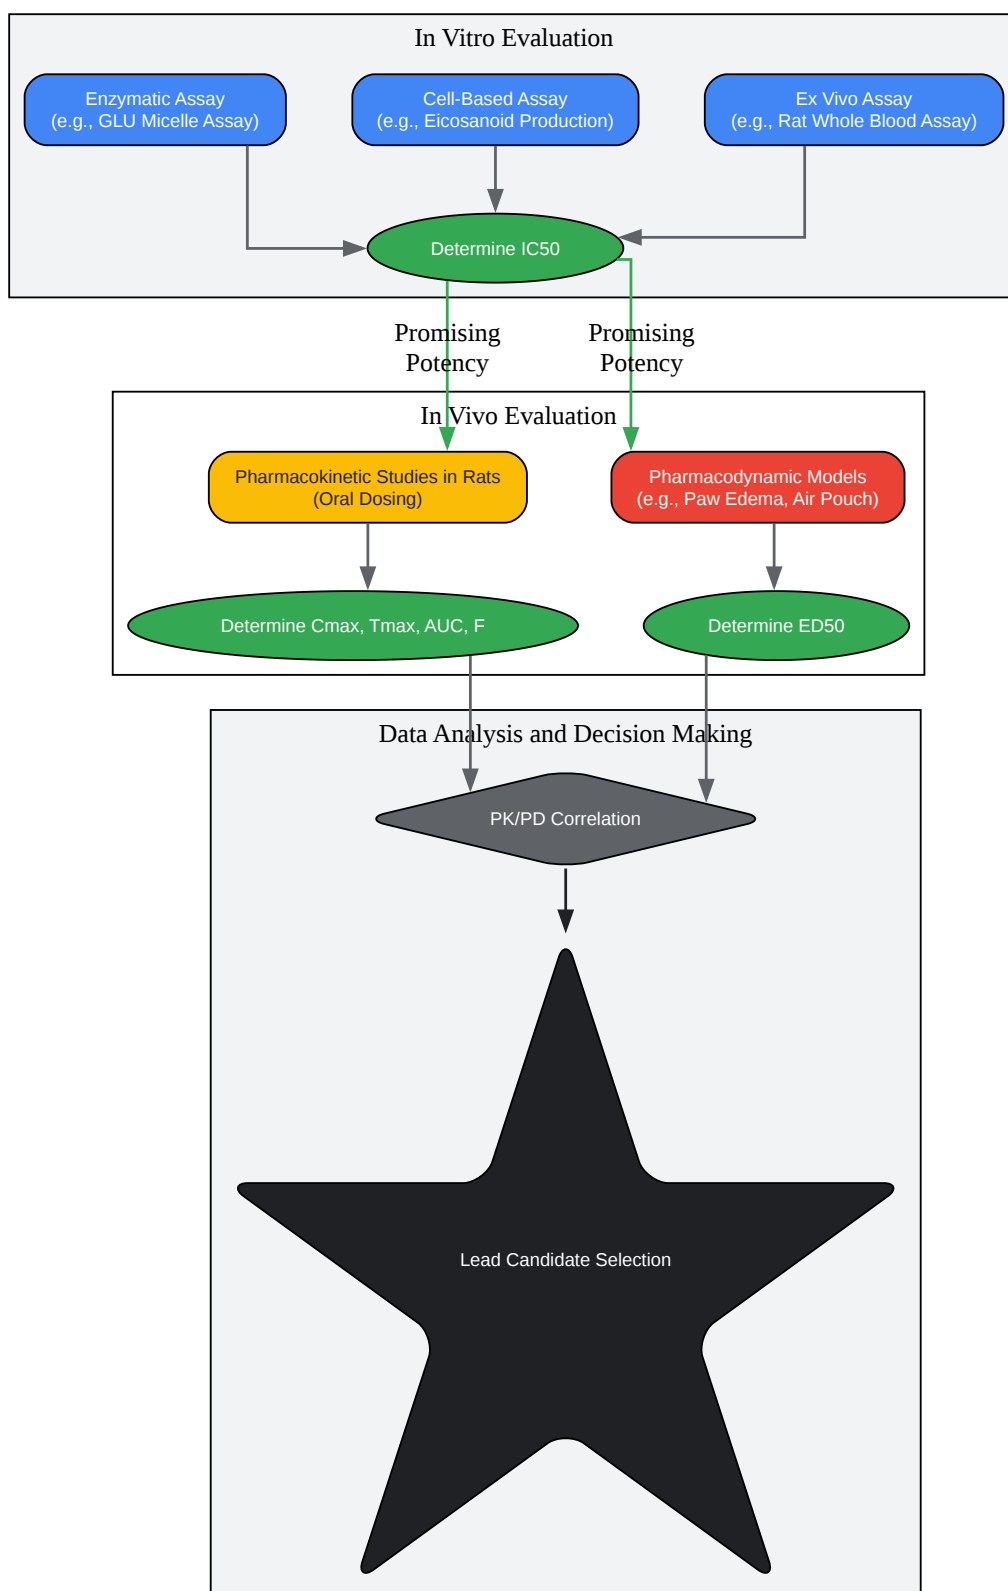 In Vitro Evaluation
Enzymatic Assay
(e.g., GLU Micelle Assay)
Cell-Based Assay
(e.g., Eicosanoid Production)
Ex Vivo Assay
(e.g., Rat Whole Blood Assay)
Determine IC50
Promising
Potency
Promising
Potency
In Vivo Evaluation
Pharmacokinetic Studies in Rats
(Oral Dosing)
Pharmacodynamic Models
(e.g., Paw Edema, Air Pouch)
Determine Cmax, Tmax, AUC, F
Determine ED50
Data Analysis and Decision Making
PK/PD Correlation
Lead Candidate Selection